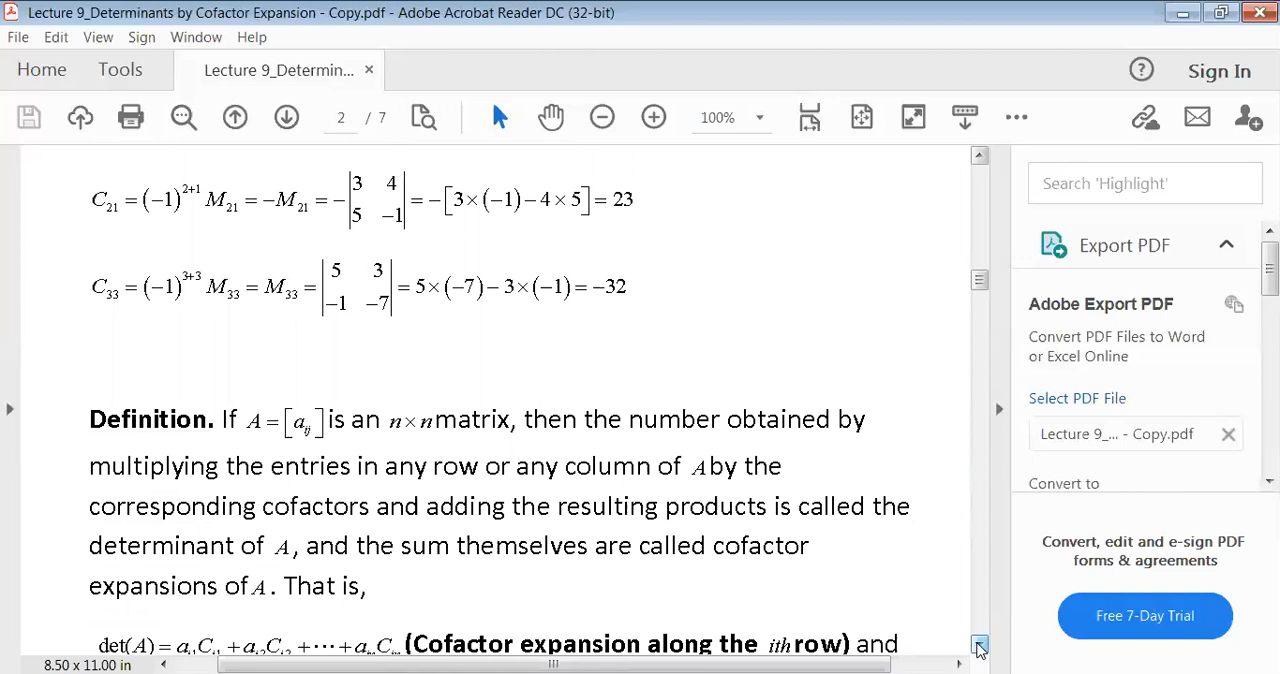 Lecture 9_Determinants by Cofactor Expansion - Copy.pdf - Adobe Acrobat Reader DC (32-bit)
File Edit View Sign Window Help
Home Tools Lecture 9_Determin... × Sign In
2 / 7 100%
C₂₁ = (−1)²⁺¹ M₂₁ = −M₂₁ = − |3 4; 5 −1| = −[3×(−1)−4×5] = 23
C₃₃ = (−1)³⁺³ M₃₃ = M₃₃ = |5 3; −1 −7| = 5×(−7)−3×(−1) = −32
Definition. If A = [aᵢⱼ] is an n×n matrix, then the number obtained by
multiplying the entries in any row or any column of A by the
corresponding cofactors and adding the resulting products is called the
determinant of A, and the sum themselves are called cofactor
expansions of A. That is,
det(A) = aᵢ₁Cᵢ₁ + aᵢ₂Cᵢ₂ + ⋯ + aᵢₙCᵢₙ (Cofactor expansion along the ith row) and
8.50 x 11.00 in
Search 'Highlight'
Export PDF
Adobe Export PDF
Convert PDF Files to Word
or Excel Online
Select PDF File
Lecture 9_... - Copy.pdf
Convert to
Convert, edit and e-sign PDF
forms & agreements
Free 7-Day Trial